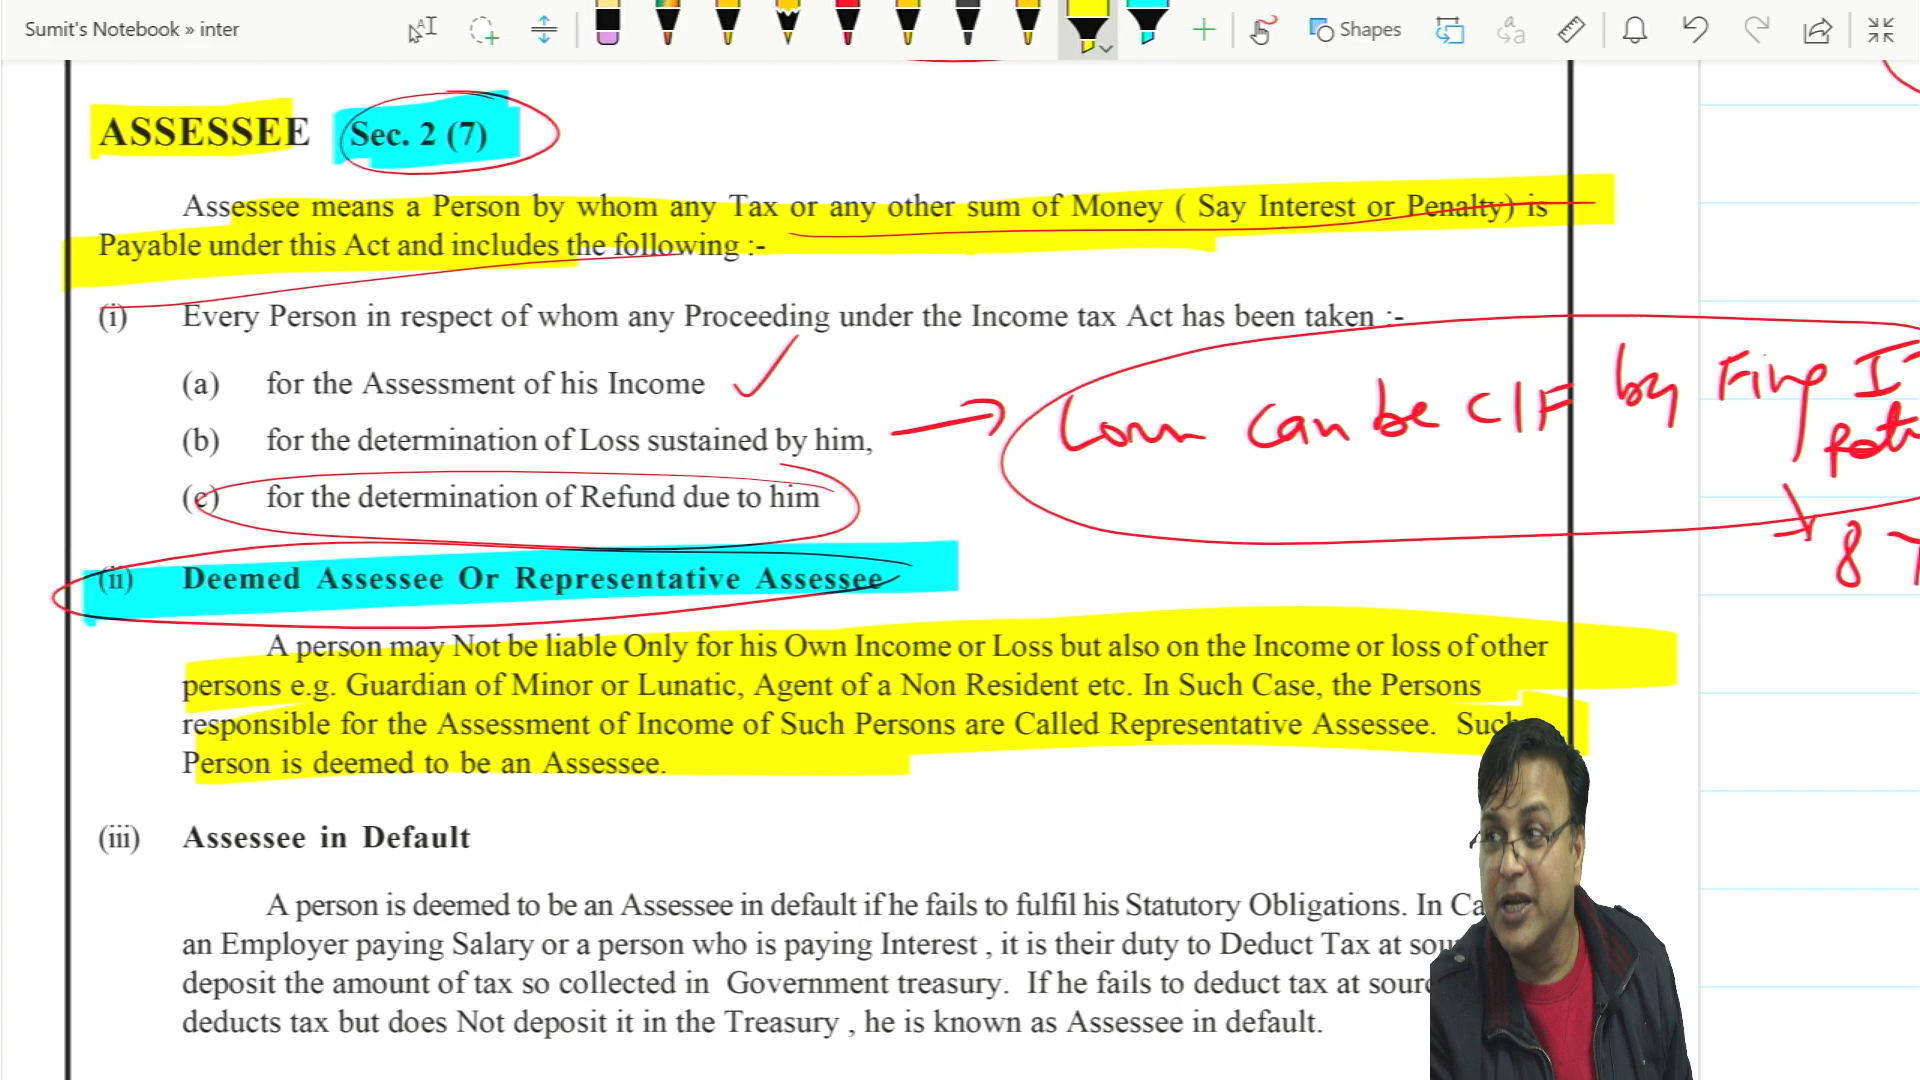 Sumit's Notebook » inter
Shapes
ASSESSEE Sec. 2 (7)
Assessee means a Person by whom any Tax or any other sum of Money ( Say Interest or Penalty) is
Payable under this Act and includes the following :-
(i) Every Person in respect of whom any Proceeding under the Income tax Act has been taken :-
(a) for the Assessment of his Income
(b) for the determination of Loss sustained by him,
Loss can be C/F by
(c) for the determination of Refund due to him
8
(ii) Deemed Assessee Or Representative Assessee
A person may Not be liable Only for his Own Income or Loss but also on the Income or loss of other
persons e.g. Guardian of Minor or Lunatic, Agent of a Non Resident etc. In Such Case, the Persons
responsible for the Assessment of Income of Such Persons are Called Representative Assessee. Such
Person is deemed to be an Assessee.
(iii) Assessee in Default
A person is deemed to be an Assessee in default if he fails to fulfil his Statutory Obligations. In Ca
an Employer paying Salary or a person who is paying Interest , it is their duty to Deduct Tax at sou
deposit the amount of tax so collected in Government treasury. If he fails to deduct tax at sour
deducts tax but does Not deposit it in the Treasury , he is known as Assessee in default.